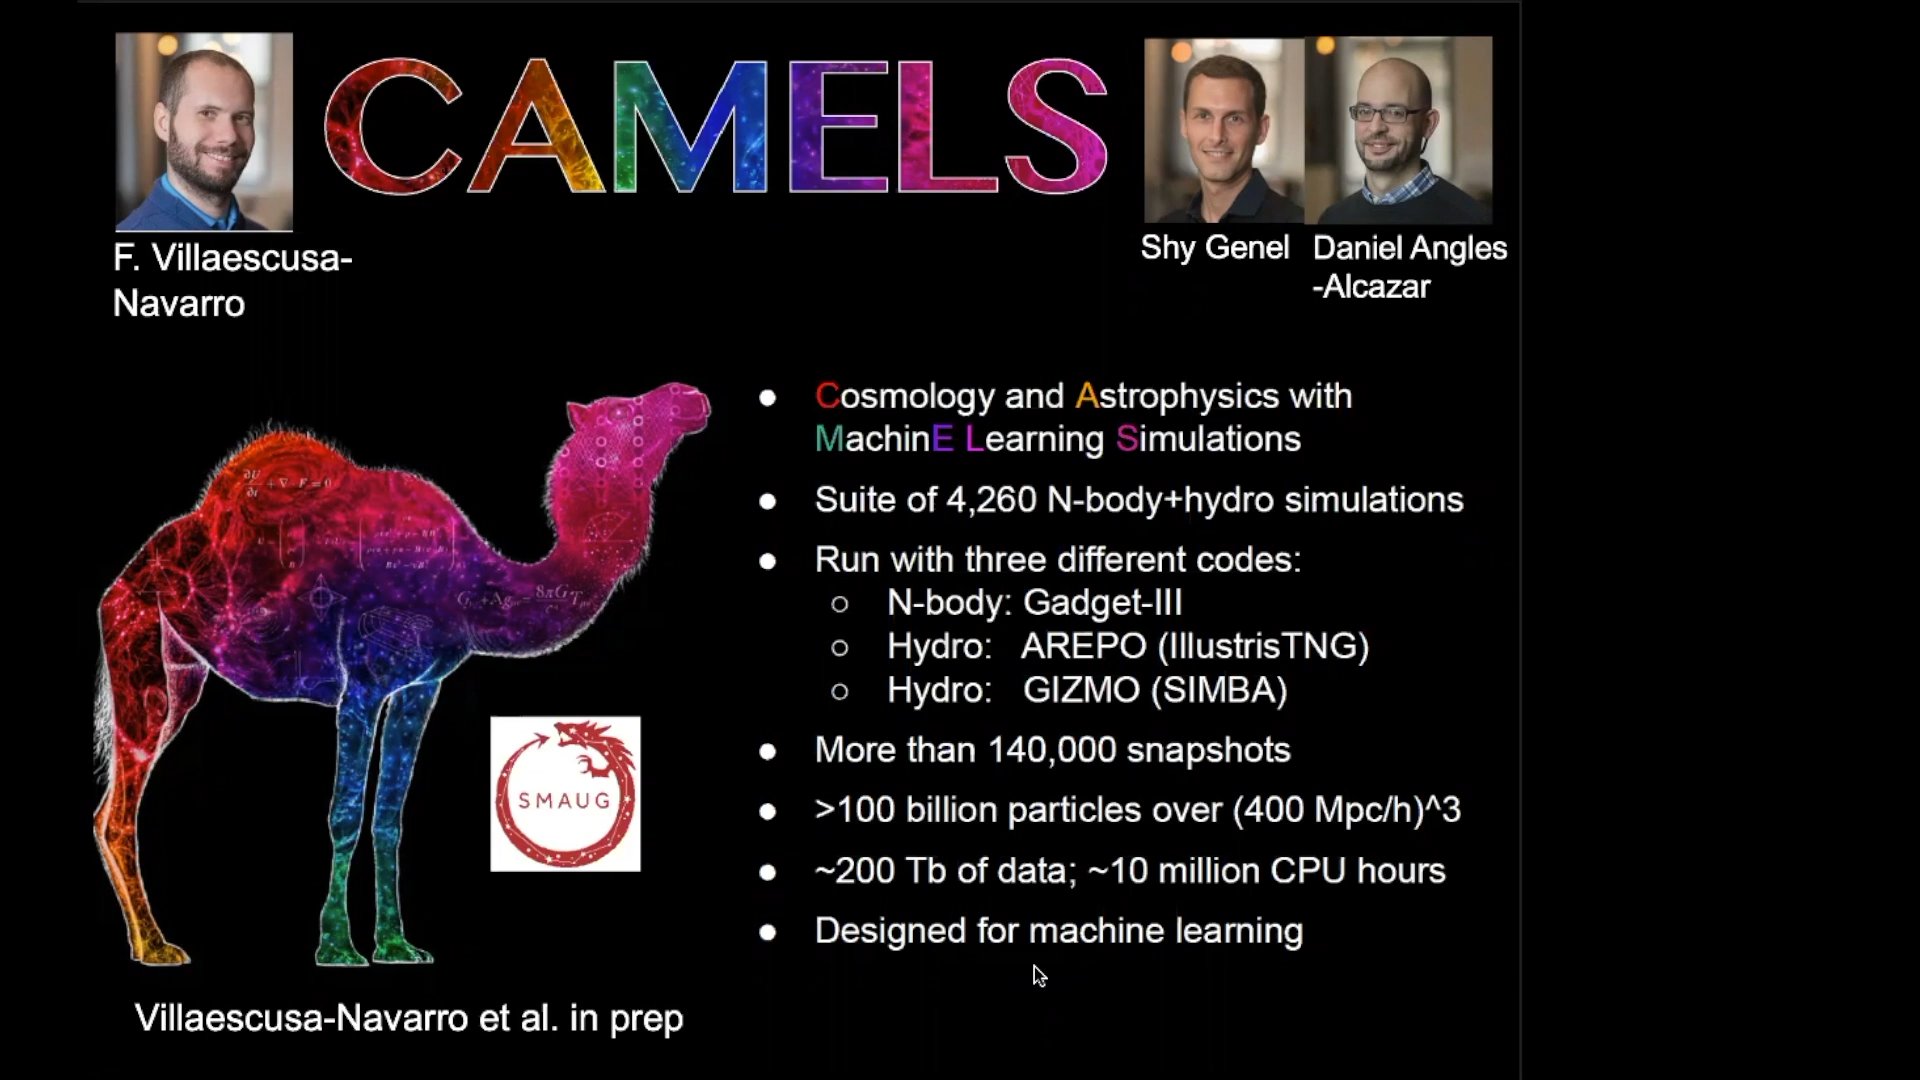 CAMELS
F. Villaescusa-
Navarro
Shy Genel
Daniel Angles
-Alcazar
Cosmology and Astrophysics with
MachinE Learning Simulations
Suite of 4,260 N-body+hydro simulations
Run with three different codes:
N-body: Gadget-III
Hydro: AREPO (IllustrisTNG)
Hydro: GIZMO (SIMBA)
More than 140,000 snapshots
>100 billion particles over (400 Mpc/h)^3
~200 Tb of data; ~10 million CPU hours
Designed for machine learning
SMAUG
Villaescusa-Navarro et al. in prep